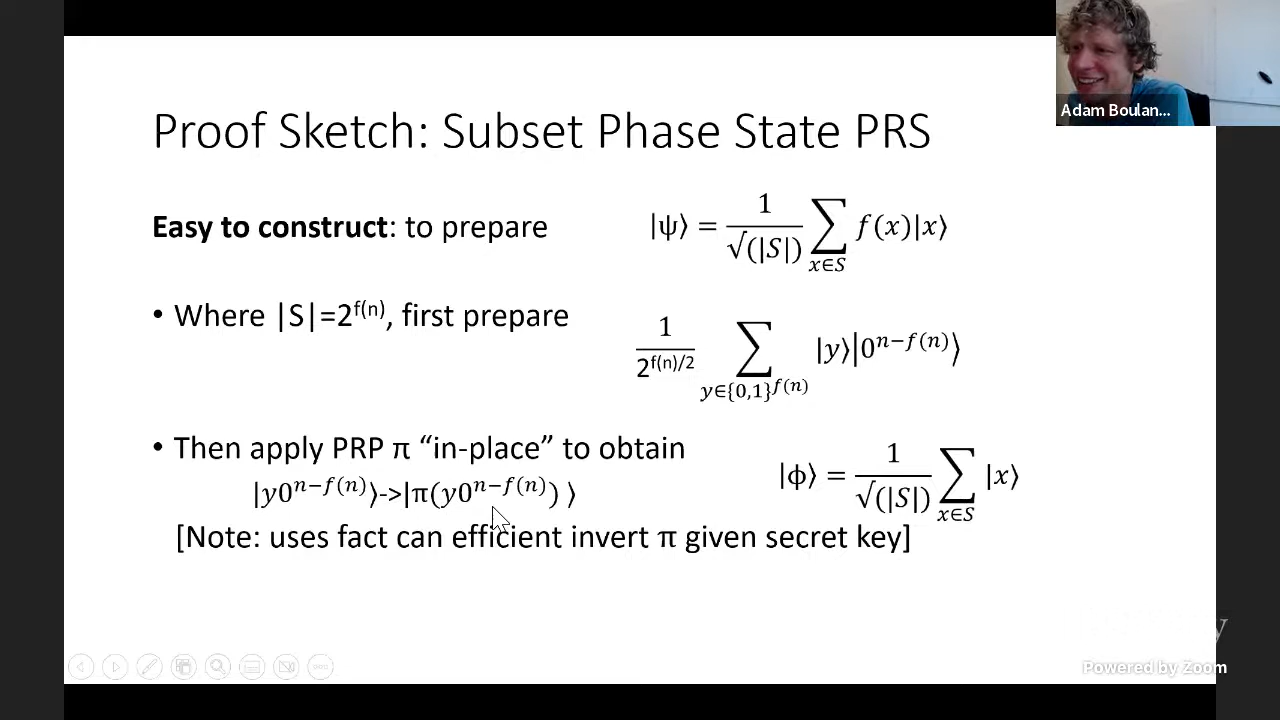 Adam Boulan...
Proof Sketch: Subset Phase State PRS
Easy to construct: to prepare |ψ⟩ = 1/√(|S|) ∑_{x∈S} f(x)|x⟩
• Where |S|=2^{f(n)}, first prepare 1/2^{f(n)/2} ∑_{y∈{0,1}^{f(n)}} |y⟩|0^{n−f(n)}⟩
• Then apply PRP π “in-place” to obtain |ϕ⟩ = 1/√(|S|) ∑_{x∈S} |x⟩
|y0^{n−f(n)}⟩->|π(y0^{n−f(n)}) ⟩
[Note: uses fact can efficient invert π given secret key]
Powered by Zoom